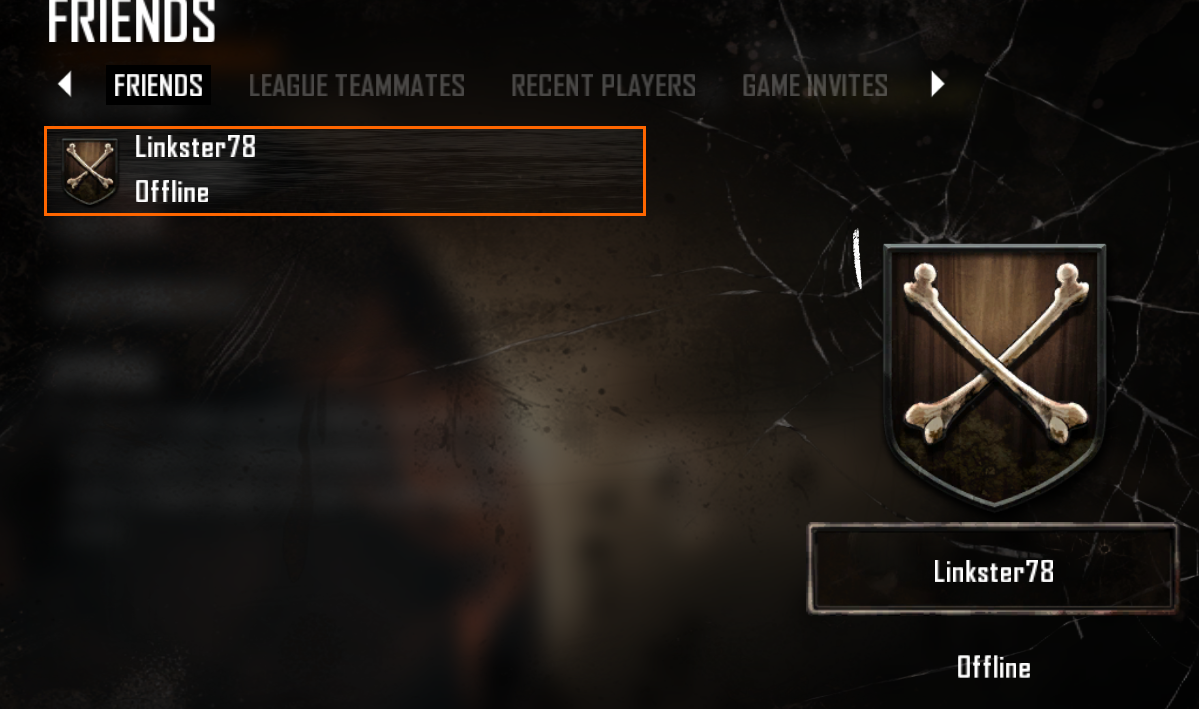 FRIENDS
FRIENDS LEAGUE TEAMMATES RECENT PLAYERS GAME INVITES
Linkster78
Offline
Linkster78
Offline